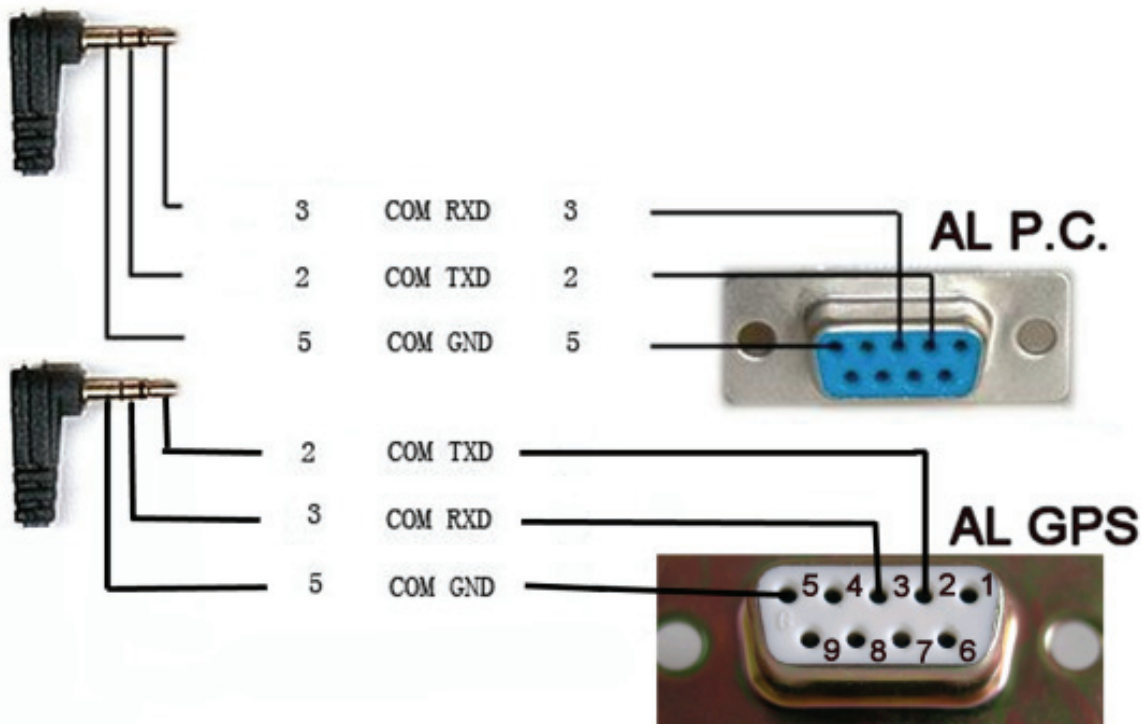 3 COM RXD 3
AL P.C.
2 COM TXD 2
5 COM GND 5
2 COM TXD
3 COM RXD
AL GPS
5 COM GND
5 4 3 2 1
9 8 7 6